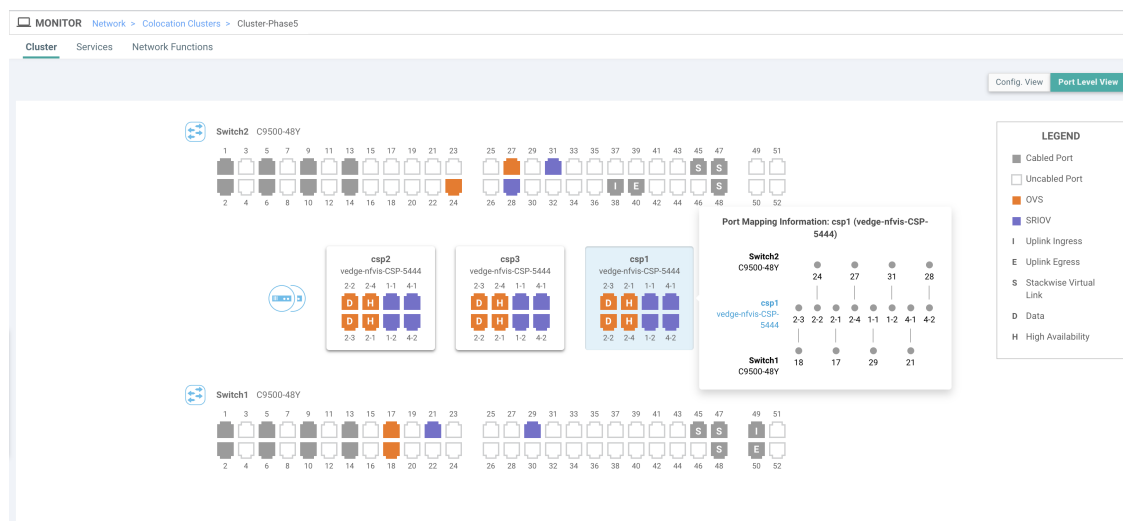 MONITOR Network > Colocation Clusters > Cluster-Phase5
Cluster Services Network Functions
Config. View Port Level View
Switch2 C9500-48Y
1 3 5 7 9 11 13 15 17 19 21 23 25 27 29 31 33 35 37 39 41 43 45 47 49 51
S S
I E S
2 4 6 8 10 12 14 16 18 20 22 24 26 28 30 32 34 36 38 40 42 44 46 48 50 52
csp2
vedge-nfvis-CSP-5444
2-2 2-4 1-1 4-1
D H
D H
2-3 2-1 1-2 4-2
csp3
vedge-nfvis-CSP-5444
2-3 2-4 1-1 4-1
D H
D H
2-2 2-1 1-2 4-2
csp1
vedge-nfvis-CSP-5444
2-3 2-1 1-1 4-1
D H
D H
2-2 2-4 1-2 4-2
Port Mapping Information: csp1 (vedge-nfvis-CSP-
5444)
Switch2
C9500-48Y
24 27 31 28
csp1
vedge-nfvis-CSP-
5444
2-3 2-2 2-1 2-4 1-1 1-2 4-1 4-2
Switch1
C9500-48Y
18 17 29 21
Switch1 C9500-48Y
1 3 5 7 9 11 13 15 17 19 21 23 25 27 29 31 33 35 37 39 41 43 45 47 49 51
S S I
S E
2 4 6 8 10 12 14 16 18 20 22 24 26 28 30 32 34 36 38 40 42 44 46 48 50 52
LEGEND
Cabled Port
Uncabled Port
OVS
SRIOV
I Uplink Ingress
E Uplink Egress
S Stackwise Virtual
Link
D Data
H High Availability